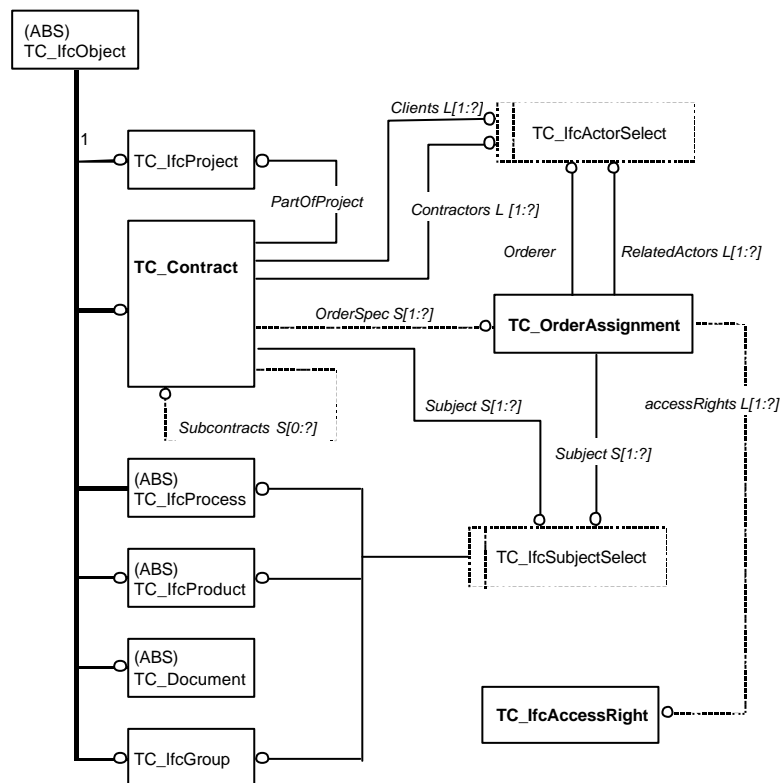 (ABS)
TC_IfcObject
Clients L[1:?]
1
TC_IfcProject
TC_IfcActorSelect
PartOfProject
Contractors L [1:?]
TC_Contract
Orderer
RelatedActors L[1:?]
OrderSpec S[1:?]
TC_OrderAssignment
Subject S[1:?]
accessRights L[1:?]
Subcontracts S[0:?]
Subject S[1:?]
(ABS)
TC_IfcProcess
TC_IfcSubjectSelect
(ABS)
TC_IfcProduct
(ABS)
TC_Document
TC_IfcAccessRight
TC_IfcGroup